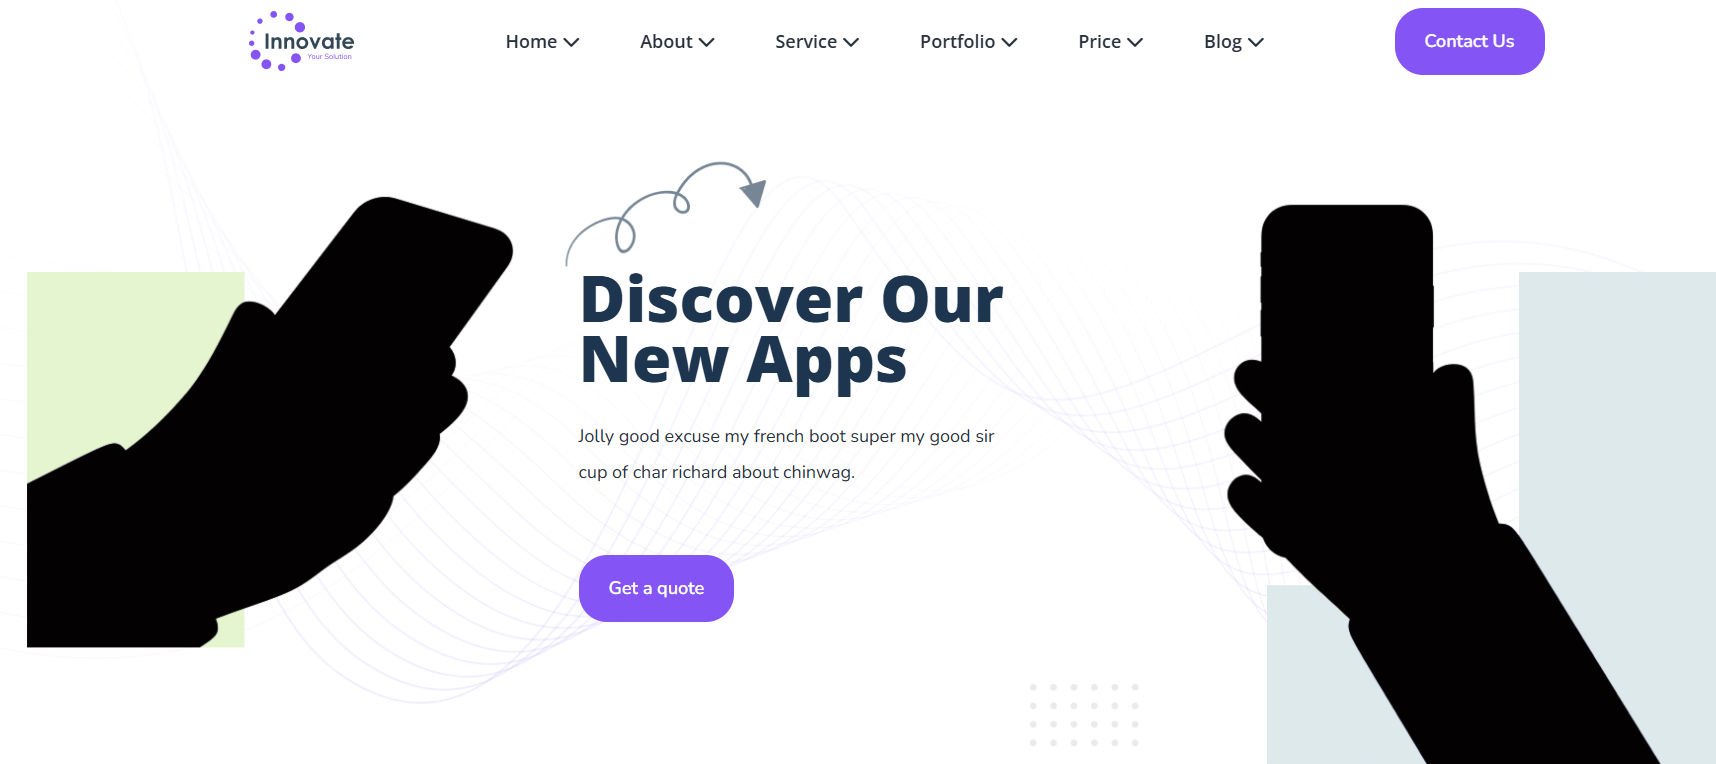 Innovate
Your Solution
Home
About
Service
Portfolio
Price
Blog
Contact Us
Discover Our
New Apps
Jolly good excuse my french boot super my good sir
cup of char richard about chinwag.
Get a quote